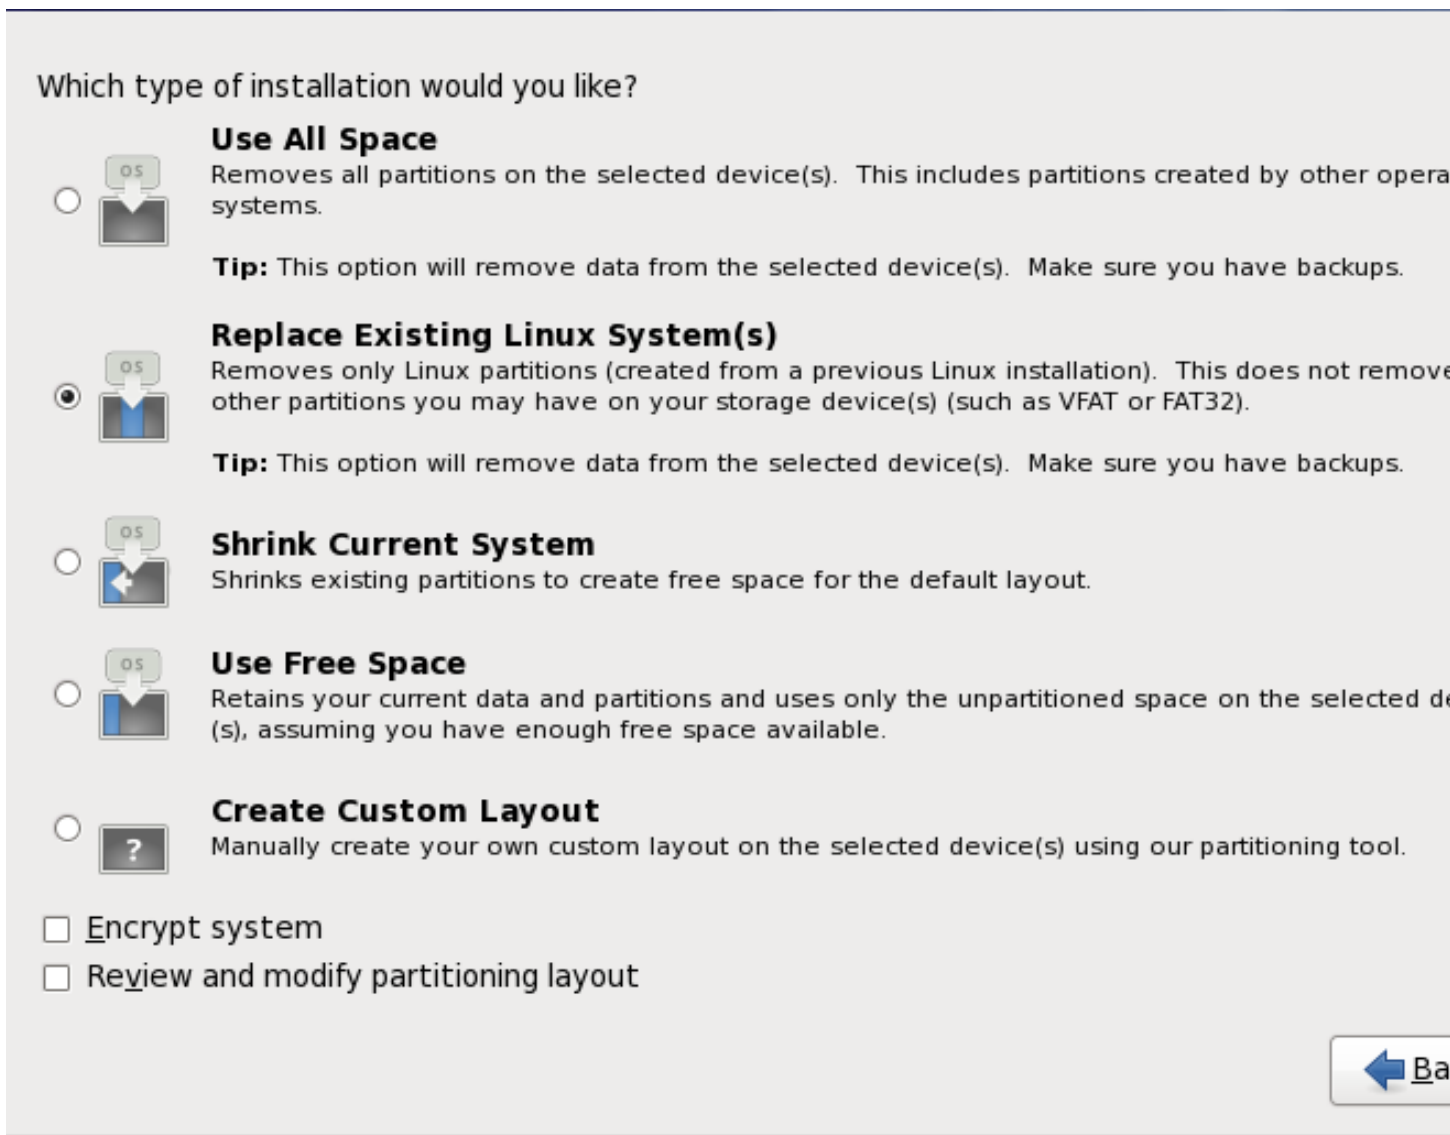 Which type of installation would you like?
OS
Use All Space
Removes all partitions on the selected device(s).  This includes partitions created by other opera
systems.
Tip: This option will remove data from the selected device(s).  Make sure you have backups.
OS
Replace Existing Linux System(s)
Removes only Linux partitions (created from a previous Linux installation).  This does not remove
other partitions you may have on your storage device(s) (such as VFAT or FAT32).
Tip: This option will remove data from the selected device(s).  Make sure you have backups.
OS
Shrink Current System
Shrinks existing partitions to create free space for the default layout.
OS
Use Free Space
Retains your current data and partitions and uses only the unpartitioned space on the selected de
(s), assuming you have enough free space available.
?
Create Custom Layout
Manually create your own custom layout on the selected device(s) using our partitioning tool.
Encrypt system
Review and modify partitioning layout
Ba